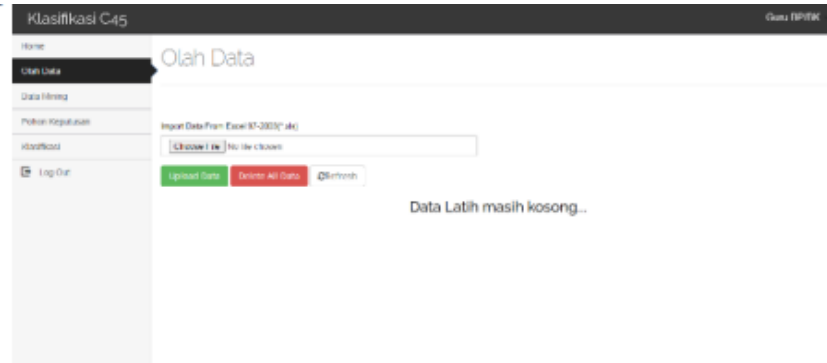 Klasifikasi C45
Guru BP/BK
Home
Olah Data
Olah Data
Data Mining
Pohon Keputusan
Import Data From Excel 97-2003(*.xls)
Klasifikasi
Choose File No file chosen
Log Out
Upload Data
Delete All Data
Refresh
Data Latih masih kosong...